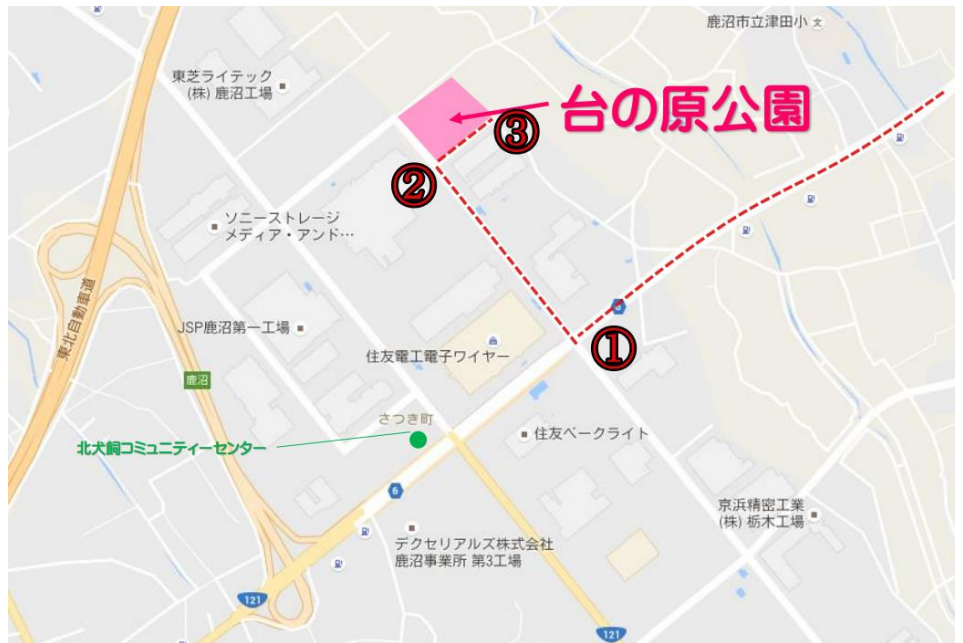 鹿沼市立津田小
東芝ライテック
(株) 鹿沼工場
台の原公園
③
②
ソニーストレージ
メディア・アンド…
東北自動車道
6
JSP鹿沼第一工場
①
住友電工電子ワイヤー
鹿沼
さつき町
北犬飼コミュニティーセンター
住友ベークライト
6
京浜精密工業
(株) 栃木工場
デクセリアルズ株式会社
鹿沼事業所 第3工場
121
121